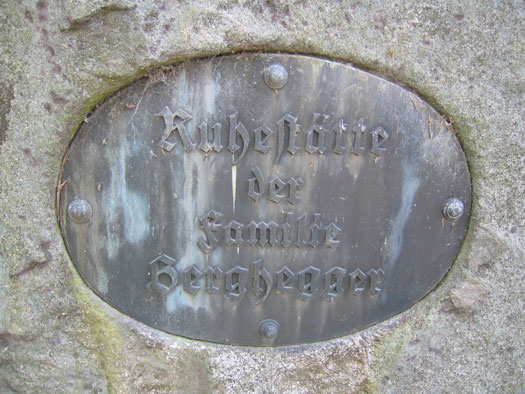 Ruheſtätte
der
Familie
Berghegger